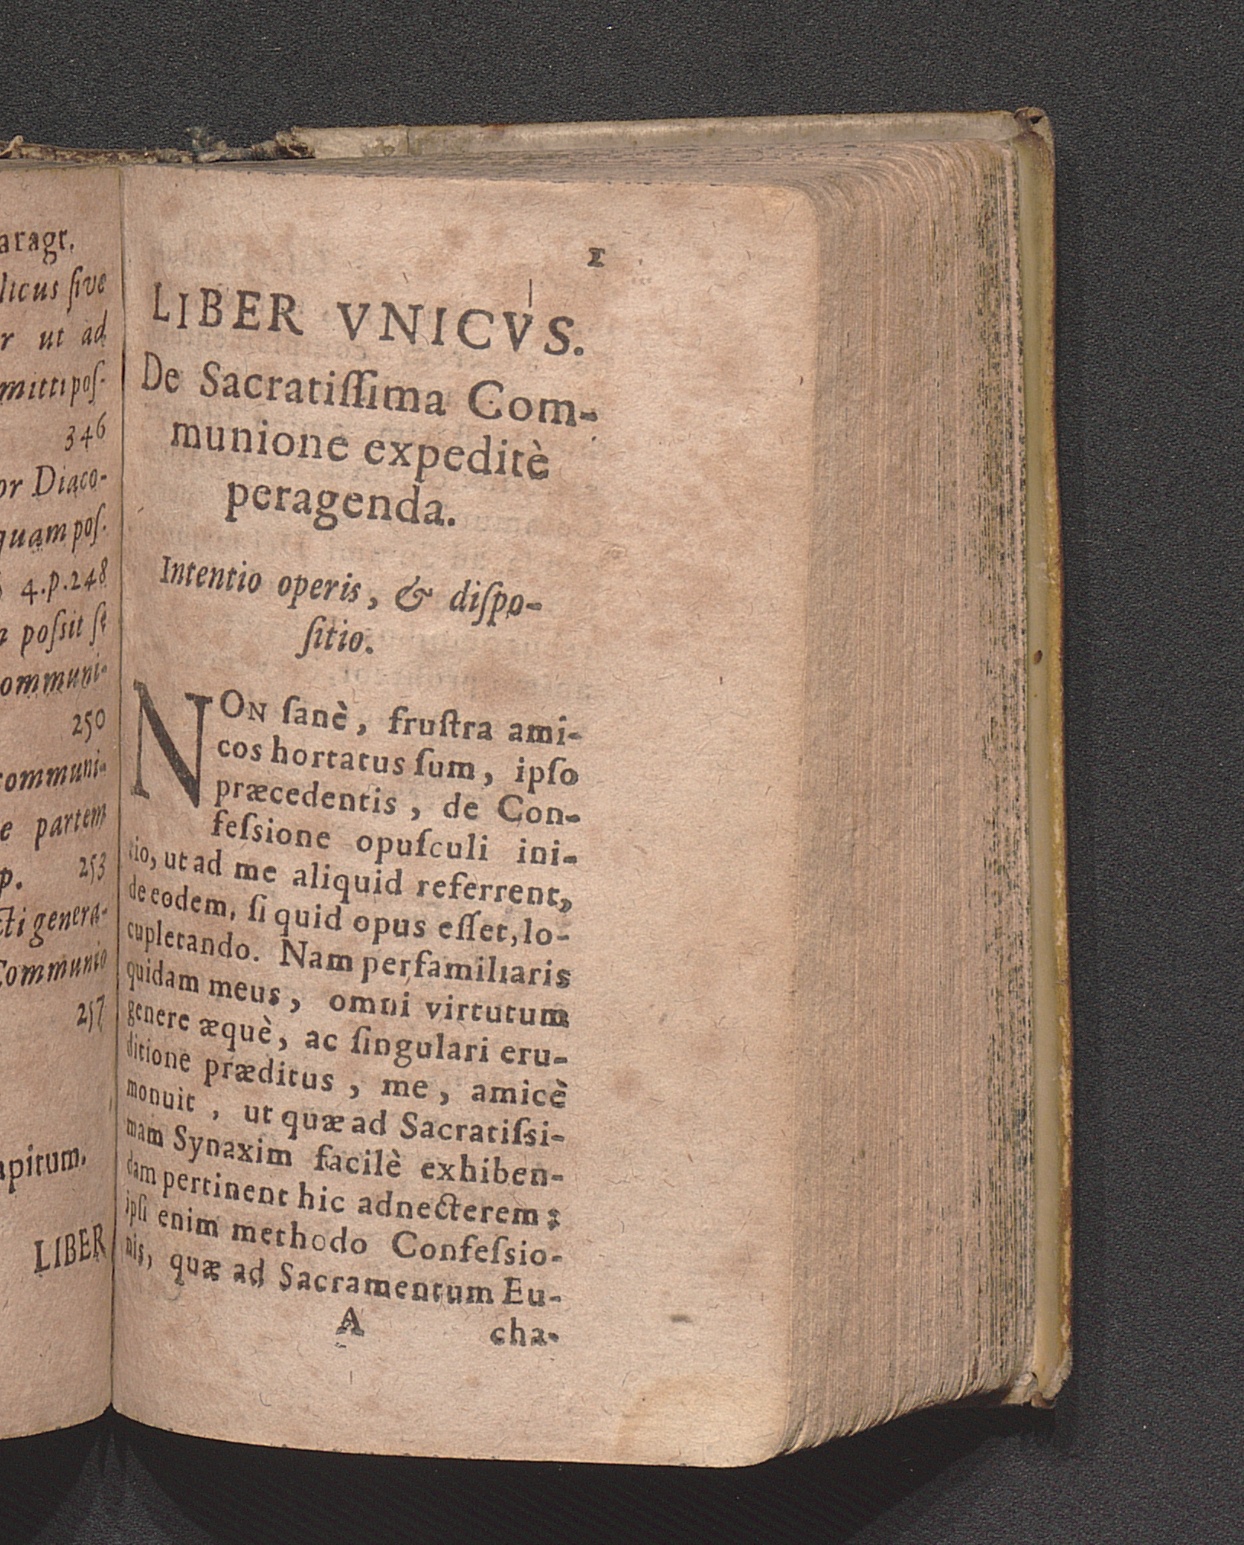 aragr.
licus ſive
r ut ad
mitti poſ-
346
or Diaco-
quam poſ.
4.p.248
poſsit ſe
ommuni-
250
communi-
e partem
p. 253
cti genera-
Communio
257
apitum.
LIBER
1
LIBER VNICVS.
De Sacratiſſima Com-
munione expeditè
peragenda.
Intentio operis, & diſpo-
ſitio.
NON ſanè, fruſtra ami-
cos hortatus ſum, ipſo
præcedentis, de Con-
feſsione opuſculi ini-
tio, ut ad me aliquid referrent,
de eodem, ſi quid opus eſſet, lo-
cupletando. Nam perfamiliaris
quidam meus, omni virtutum
genere æquè, ac ſingulari eru-
ditione præditus, me, amicè
monuit, ut quæ ad Sacratiſsi-
mam Synaxim facilè exhiben-
dam pertinent hic adnecterem;
ipſi enim methodo Confeſsio-
nis, quæ ad Sacramentum Eu-
A cha-